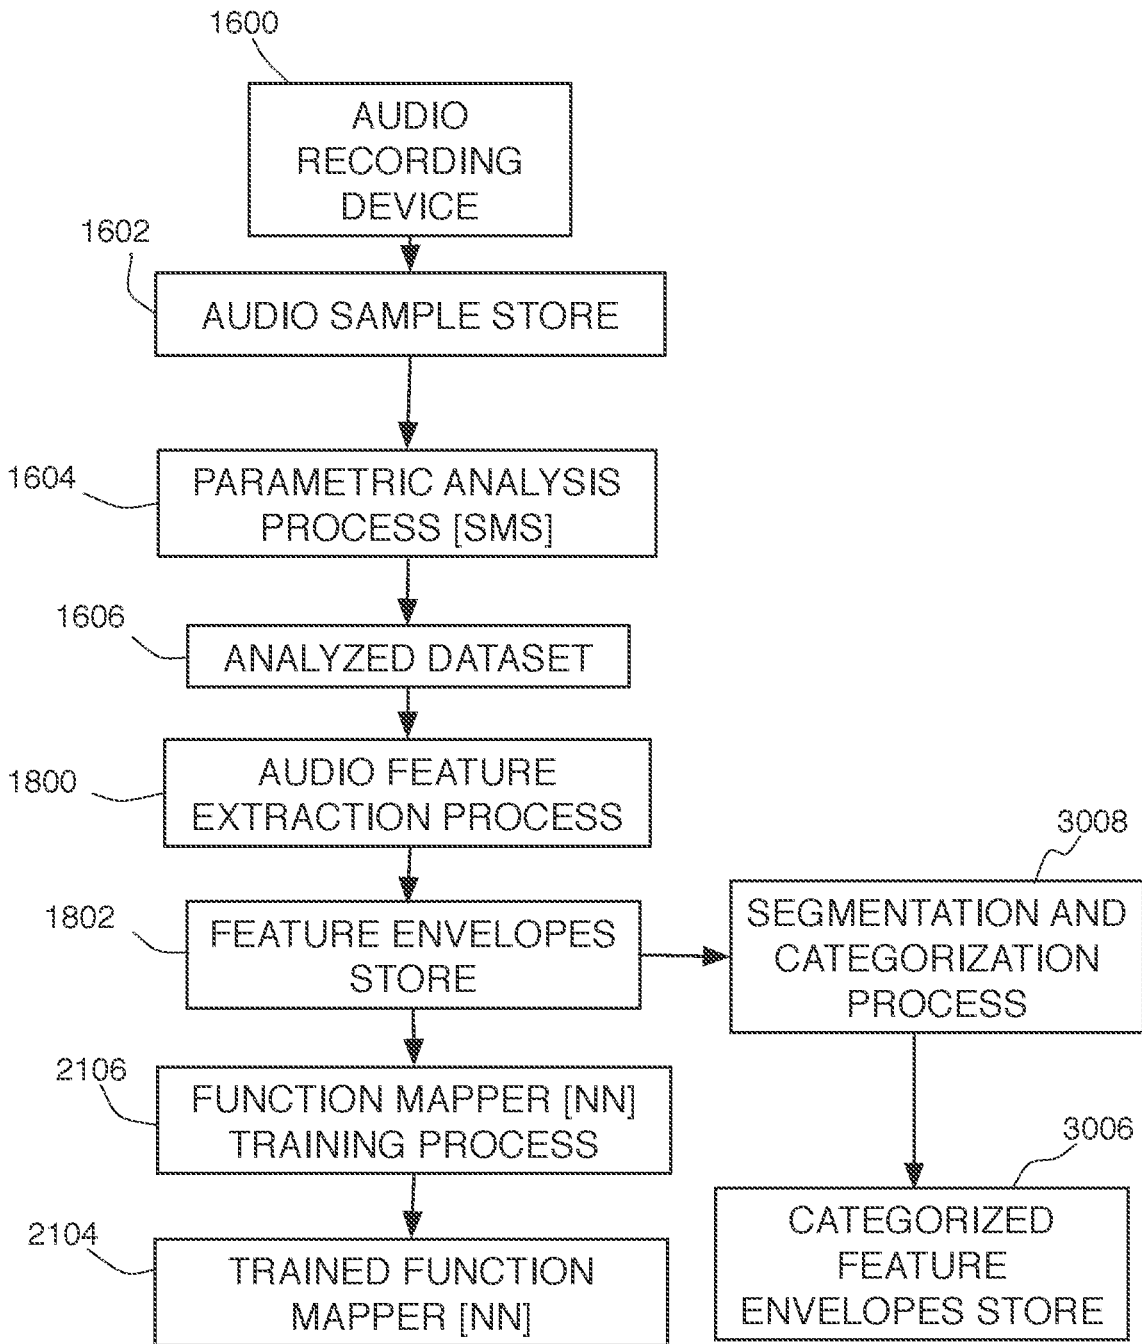 1600
AUDIO
RECORDING
DEVICE
1602
AUDIO SAMPLE STORE
1604
PARAMETRIC ANALYSIS
PROCESS [SMS]
1606
ANALYZED DATASET
1800
AUDIO FEATURE
EXTRACTION PROCESS
1802
FEATURE ENVELOPES
STORE
3008
SEGMENTATION AND
CATEGORIZATION
PROCESS
2106
FUNCTION MAPPER [NN]
TRAINING PROCESS
3006
CATEGORIZED
FEATURE
ENVELOPES STORE
2104
TRAINED FUNCTION
MAPPER [NN]